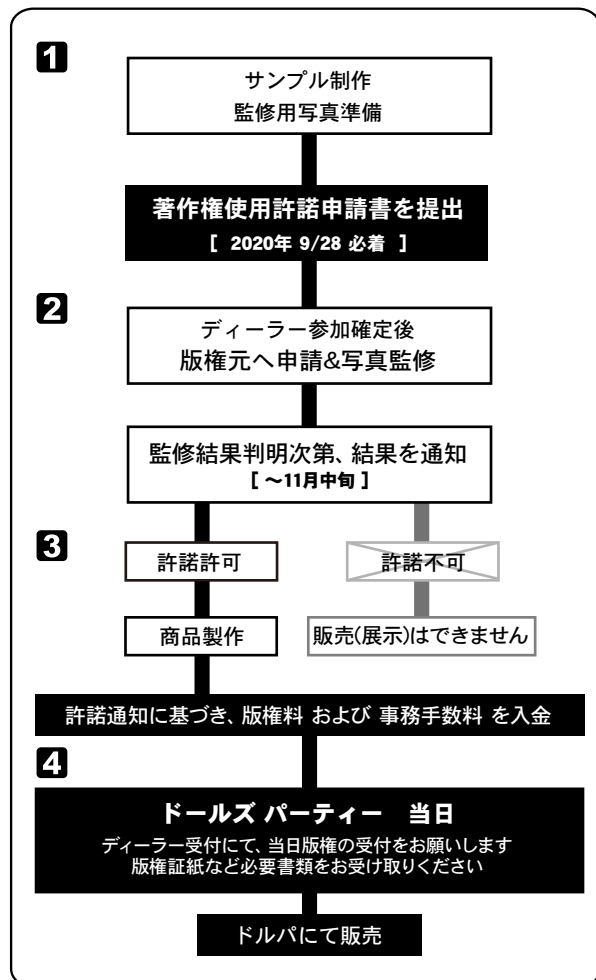 1
サンプル制作
監修用写真準備
著作権使用許諾申請書を提出
[ 2020年 9/28 必着 ]
2
ディーラー参加確定後
版権元へ申請&写真監修
監修結果判明次第、結果を通知
[ ～11月中旬 ]
3
許諾許可
許諾不可
商品製作
販売(展示)はできません
許諾通知に基づき、版権料 および 事務手数料 を入金
4
ドールズ パーティー 当日
ディーラー受付にて、当日版権の受付をお願いします
版権証紙など必要書類をお受け取りください
ドルパにて販売